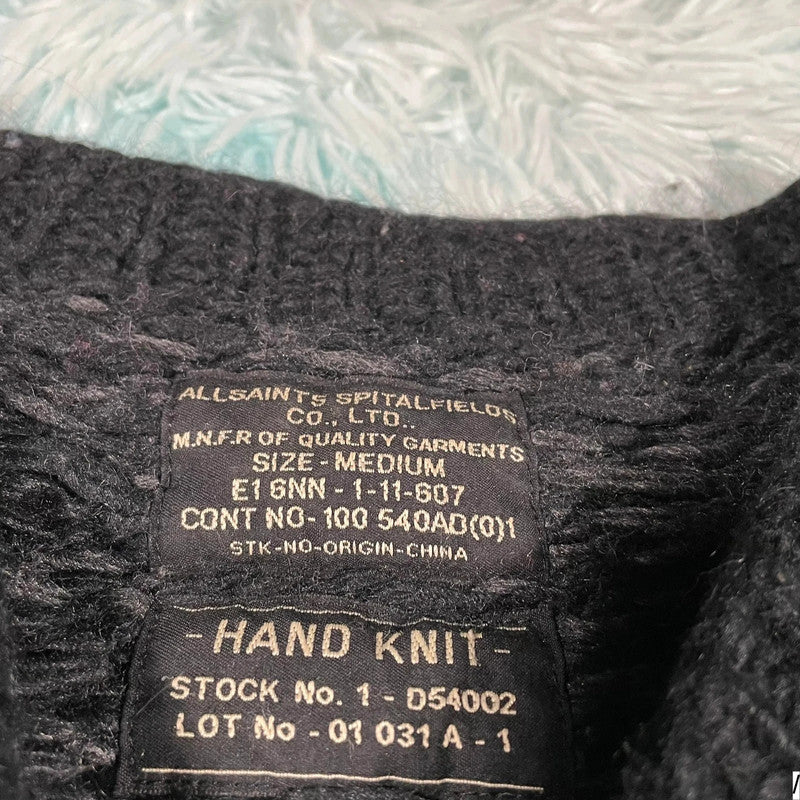 ALLSAINTS SPITALFIELDS
CO., LTD..
M.N.F.R OF QUALITY GARMENTS
SIZE - MEDIUM
E1 6NN - 1-11-607
CONT NO- 100 540AD(0)1
STK-NO-ORIGIN-CHINA
- HAND KNIT -
STOCK No. 1 - D54002
LOT No - 01 031 A - 1